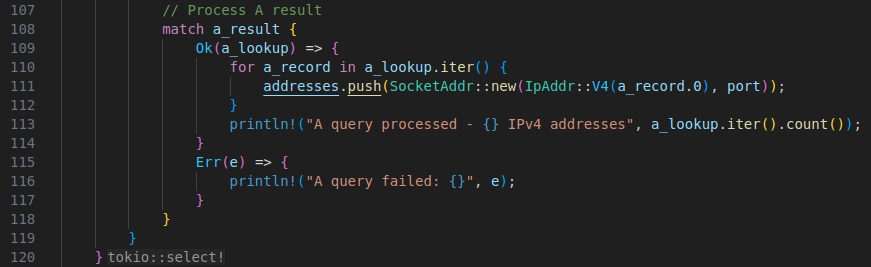 107 // Process A result
108 match a_result {
109 Ok(a_lookup) => {
110 for a_record in a_lookup.iter() {
111 addresses.push(SocketAddr::new(IpAddr::V4(a_record.0), port));
112 }
113 println!("A query processed - {} IPv4 addresses", a_lookup.iter().count());
114 }
115 Err(e) => {
116 println!("A query failed: {}", e);
117 }
118 }
119 }
120 } tokio::select!